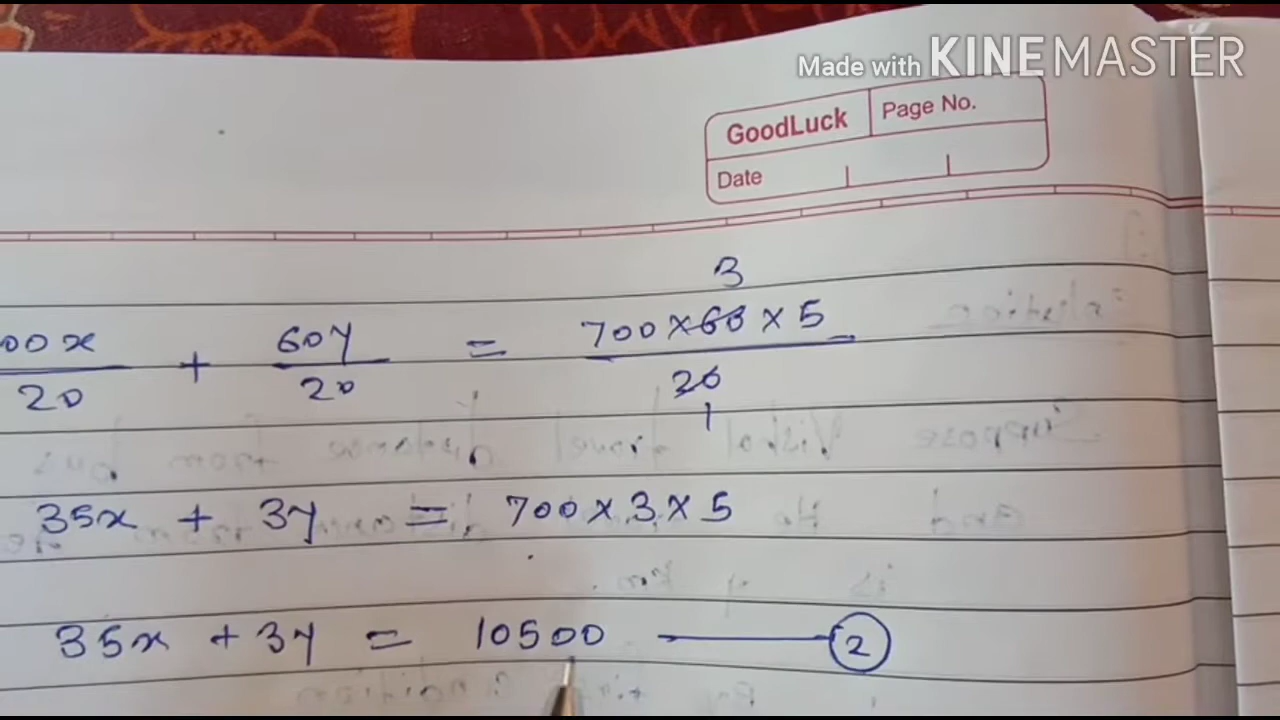 Made with KINEMASTER
GoodLuck Page No.
Date
3
00x/20 + 60y/20 = 700 × 60 × 5/20
1
35x + 3y = 700 × 3 × 5
35x + 3y = 10500 — 2